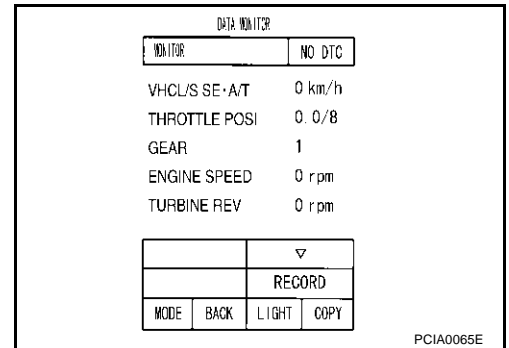 DATA MONITOR
MONITOR NO DTC
VHCL/S SE·A/T 0 km/h
THROTTLE POSI 0.0/8
GEAR 1
ENGINE SPEED 0 rpm
TURBINE REV 0 rpm
▽
RECORD
MODE BACK LIGHT COPY
PCIA0065E